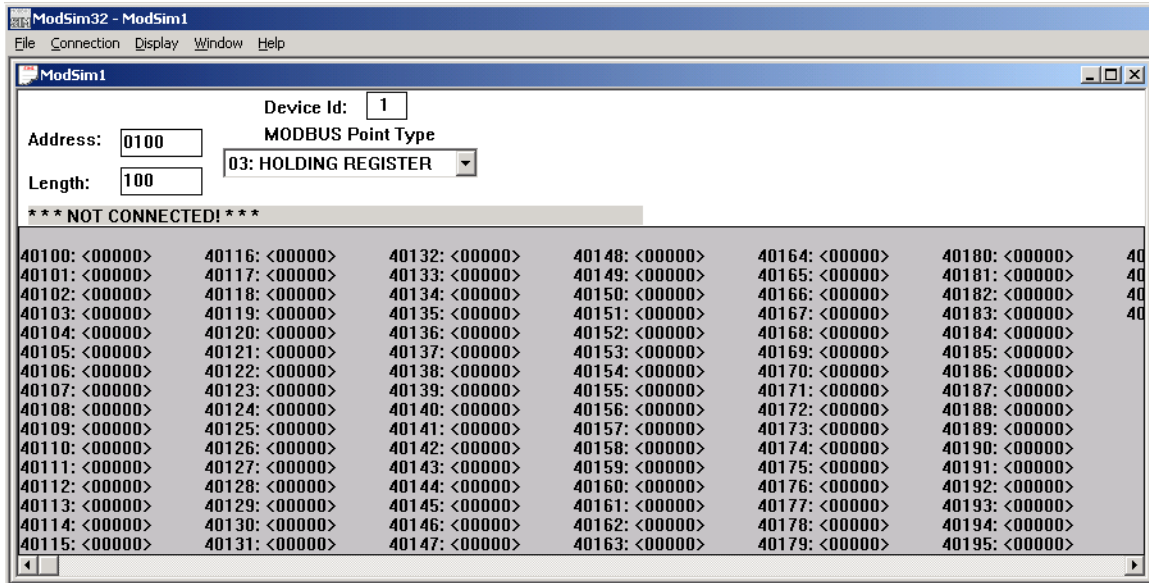 ModSim32 - ModSim1
File Connection Display Window Help
ModSim1
Device Id: 1
Address: 0100
MODBUS Point Type
03: HOLDING REGISTER
Length: 100
* * * NOT CONNECTED! * * *
40100: <00000> 40116: <00000> 40132: <00000> 40148: <00000> 40164: <00000> 40180: <00000> 40
40101: <00000> 40117: <00000> 40133: <00000> 40149: <00000> 40165: <00000> 40181: <00000> 40
40102: <00000> 40118: <00000> 40134: <00000> 40150: <00000> 40166: <00000> 40182: <00000> 40
40103: <00000> 40119: <00000> 40135: <00000> 40151: <00000> 40167: <00000> 40183: <00000> 40
40104: <00000> 40120: <00000> 40136: <00000> 40152: <00000> 40168: <00000> 40184: <00000>
40105: <00000> 40121: <00000> 40137: <00000> 40153: <00000> 40169: <00000> 40185: <00000>
40106: <00000> 40122: <00000> 40138: <00000> 40154: <00000> 40170: <00000> 40186: <00000>
40107: <00000> 40123: <00000> 40139: <00000> 40155: <00000> 40171: <00000> 40187: <00000>
40108: <00000> 40124: <00000> 40140: <00000> 40156: <00000> 40172: <00000> 40188: <00000>
40109: <00000> 40125: <00000> 40141: <00000> 40157: <00000> 40173: <00000> 40189: <00000>
40110: <00000> 40126: <00000> 40142: <00000> 40158: <00000> 40174: <00000> 40190: <00000>
40111: <00000> 40127: <00000> 40143: <00000> 40159: <00000> 40175: <00000> 40191: <00000>
40112: <00000> 40128: <00000> 40144: <00000> 40160: <00000> 40176: <00000> 40192: <00000>
40113: <00000> 40129: <00000> 40145: <00000> 40161: <00000> 40177: <00000> 40193: <00000>
40114: <00000> 40130: <00000> 40146: <00000> 40162: <00000> 40178: <00000> 40194: <00000>
40115: <00000> 40131: <00000> 40147: <00000> 40163: <00000> 40179: <00000> 40195: <00000>